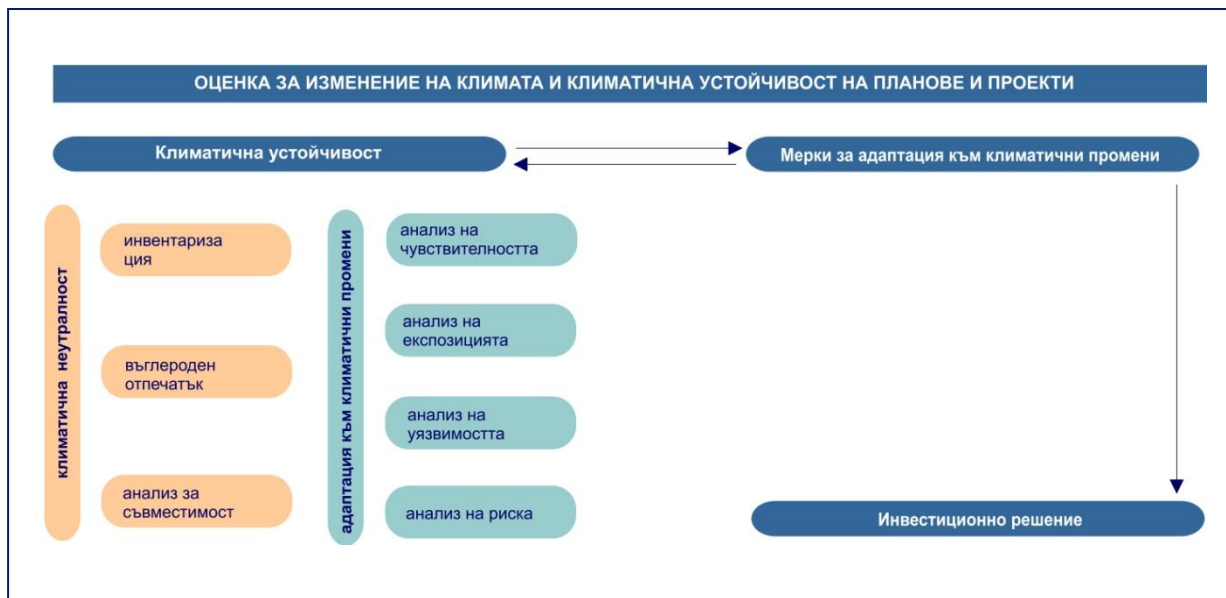 ОЦЕНКА ЗА ИЗМЕНЕНИЕ НА КЛИМАТА И КЛИМАТИЧНА УСТОЙЧИВОСТ НА ПЛАНОВЕ И ПРОЕКТИ
Климатична устойчивост
Мерки за адаптация към климатични промени
климатична неутралност
инвентариза
ция
въглероден
отпечатък
анализ за
съвместимост
адаптация към климатични промени
анализ на
чувствителността
анализ на
експозицията
анализ на
уязвимостта
анализ на риска
Инвестиционно решение